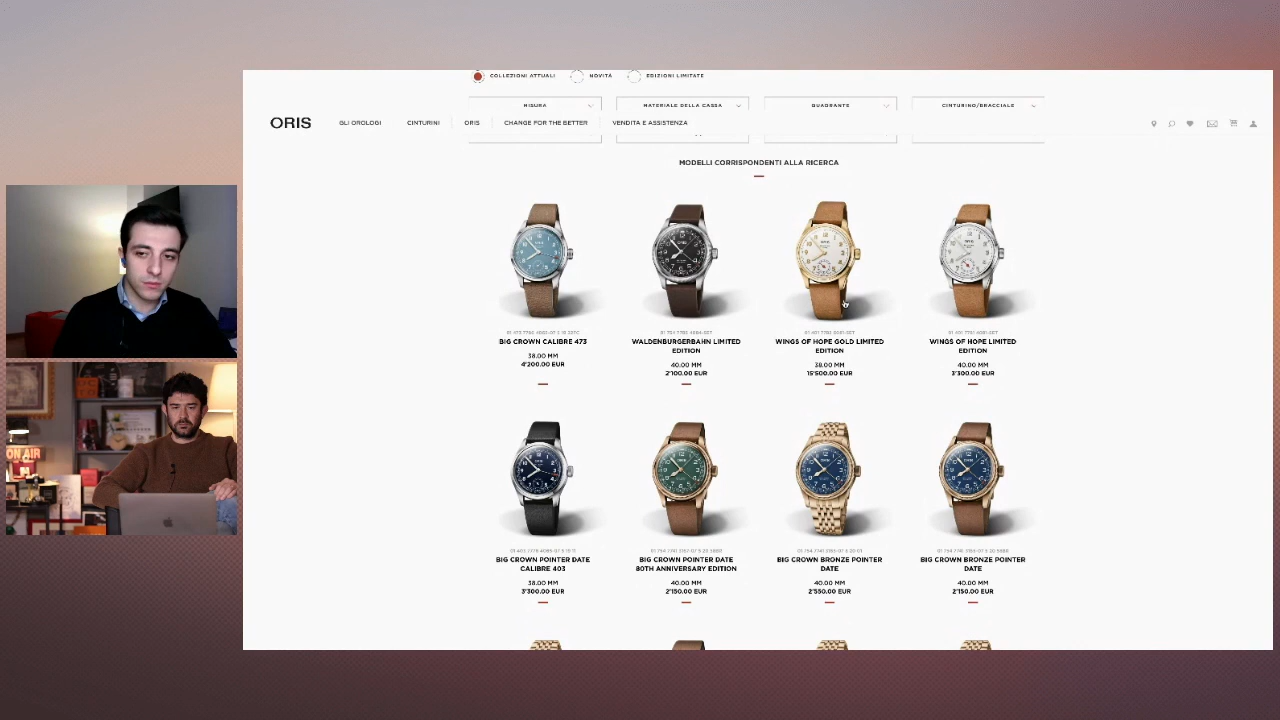 COLLEZIONI ATTUALI NOVITÀ EDIZIONI LIMITATE
MISURA MATERIALE DELLA CASSA QUADRANTE CINTURINO/BRACCIALE
ORIS GLI OROLOGI CINTURINI ORIS CHANGE FOR THE BETTER VENDITA E ASSISTENZA
MODELLI CORRISPONDENTI ALLA RICERCA
BIG CROWN CALIBRE 473
38.00 MM
4'200.00 EUR
WALDENBURGERBAHN LIMITED
EDITION
40.00 MM
2'100.00 EUR
WINGS OF HOPE GOLD LIMITED
EDITION
38.00 MM
15'500.00 EUR
WINGS OF HOPE LIMITED
EDITION
40.00 MM
3'300.00 EUR
ON AIR
BIG CROWN POINTER DATE
CALIBRE 403
38.00 MM
3'300.00 EUR
BIG CROWN POINTER DATE
80TH ANNIVERSARY EDITION
40.00 MM
2'150.00 EUR
BIG CROWN BRONZE POINTER
DATE
40.00 MM
2'550.00 EUR
BIG CROWN BRONZE POINTER
DATE
40.00 MM
2'150.00 EUR